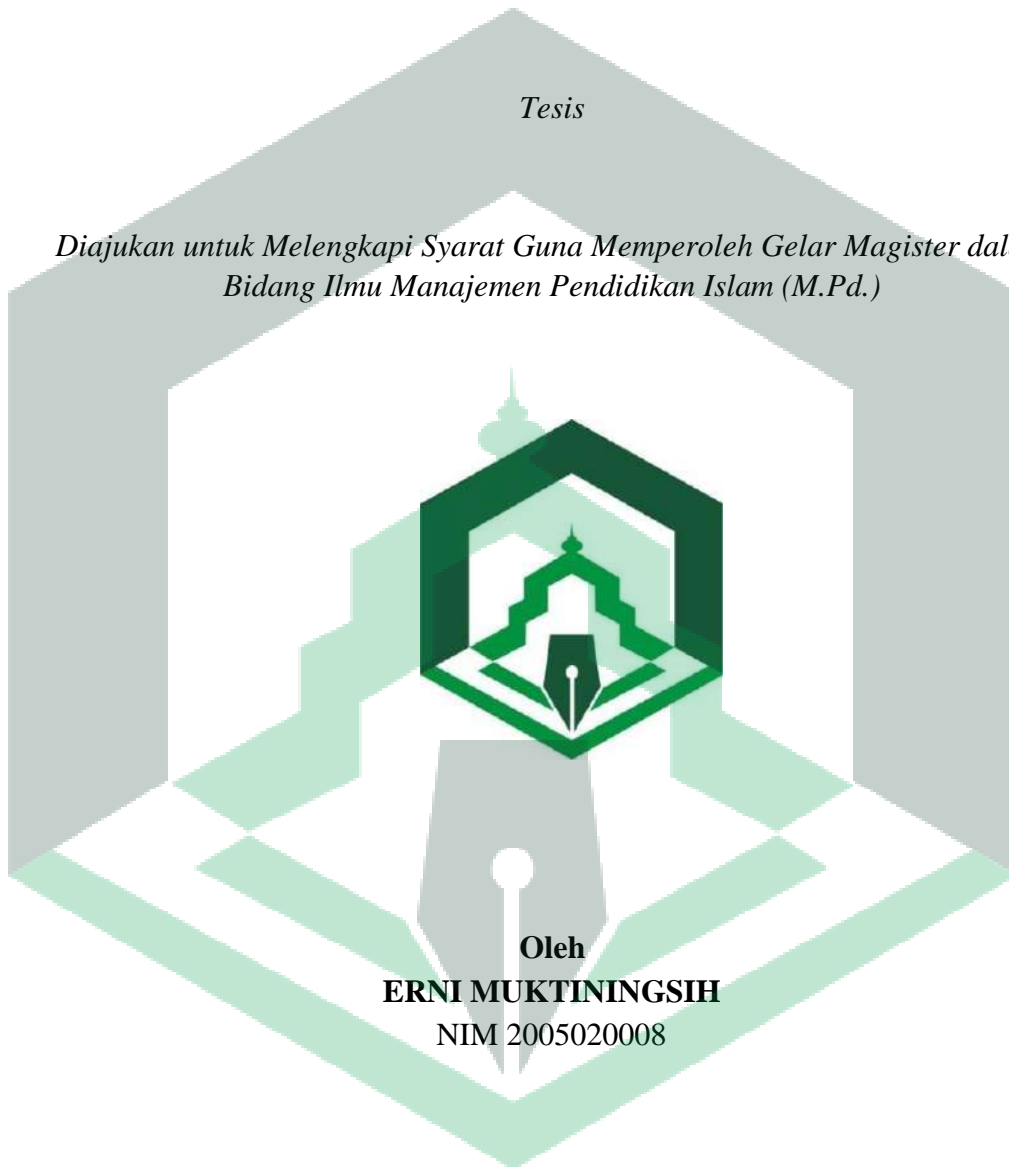 Tesis
Diajukan untuk Melengkapi Syarat Guna Memperoleh Gelar Magister
Bidang Ilmu Manajemen Pendidikan Islam (M.Pd.)
Oleh
ERNI MUKTININGSIH
NIM 2005020008